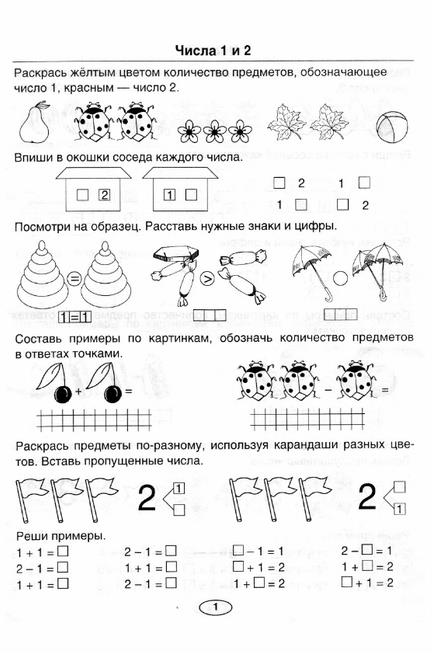 Числа 1 и 2
Раскрась жёлтым цветом количество предметов, обозначающее
число 1, красным — число 2.
Впиши в окошки соседа каждого числа.
□ 2 1 □ □ 2 1 □
1 □ □ 2
Посмотри на образец. Расставь нужные знаки и цифры.
= >
1=1
Составь примеры по картинкам, обозначь количество предметов
в ответах точками.
+ = − =
Раскрась предметы по-разному, используя карандаши разных цве-
тов. Вставь пропущенные числа.
2 1 2 1
Реши примеры.
1 + 1 = □ 2 – 1 = □ □ – 1 = 1 2 – □ = 1
2 – 1 = □ 1 + 1 = □ □ + 1 = 2 1 + □ = 2
1 + 1 = □ 2 – 1 = □ 1 + □ = 2 □ + 1 = 2
1